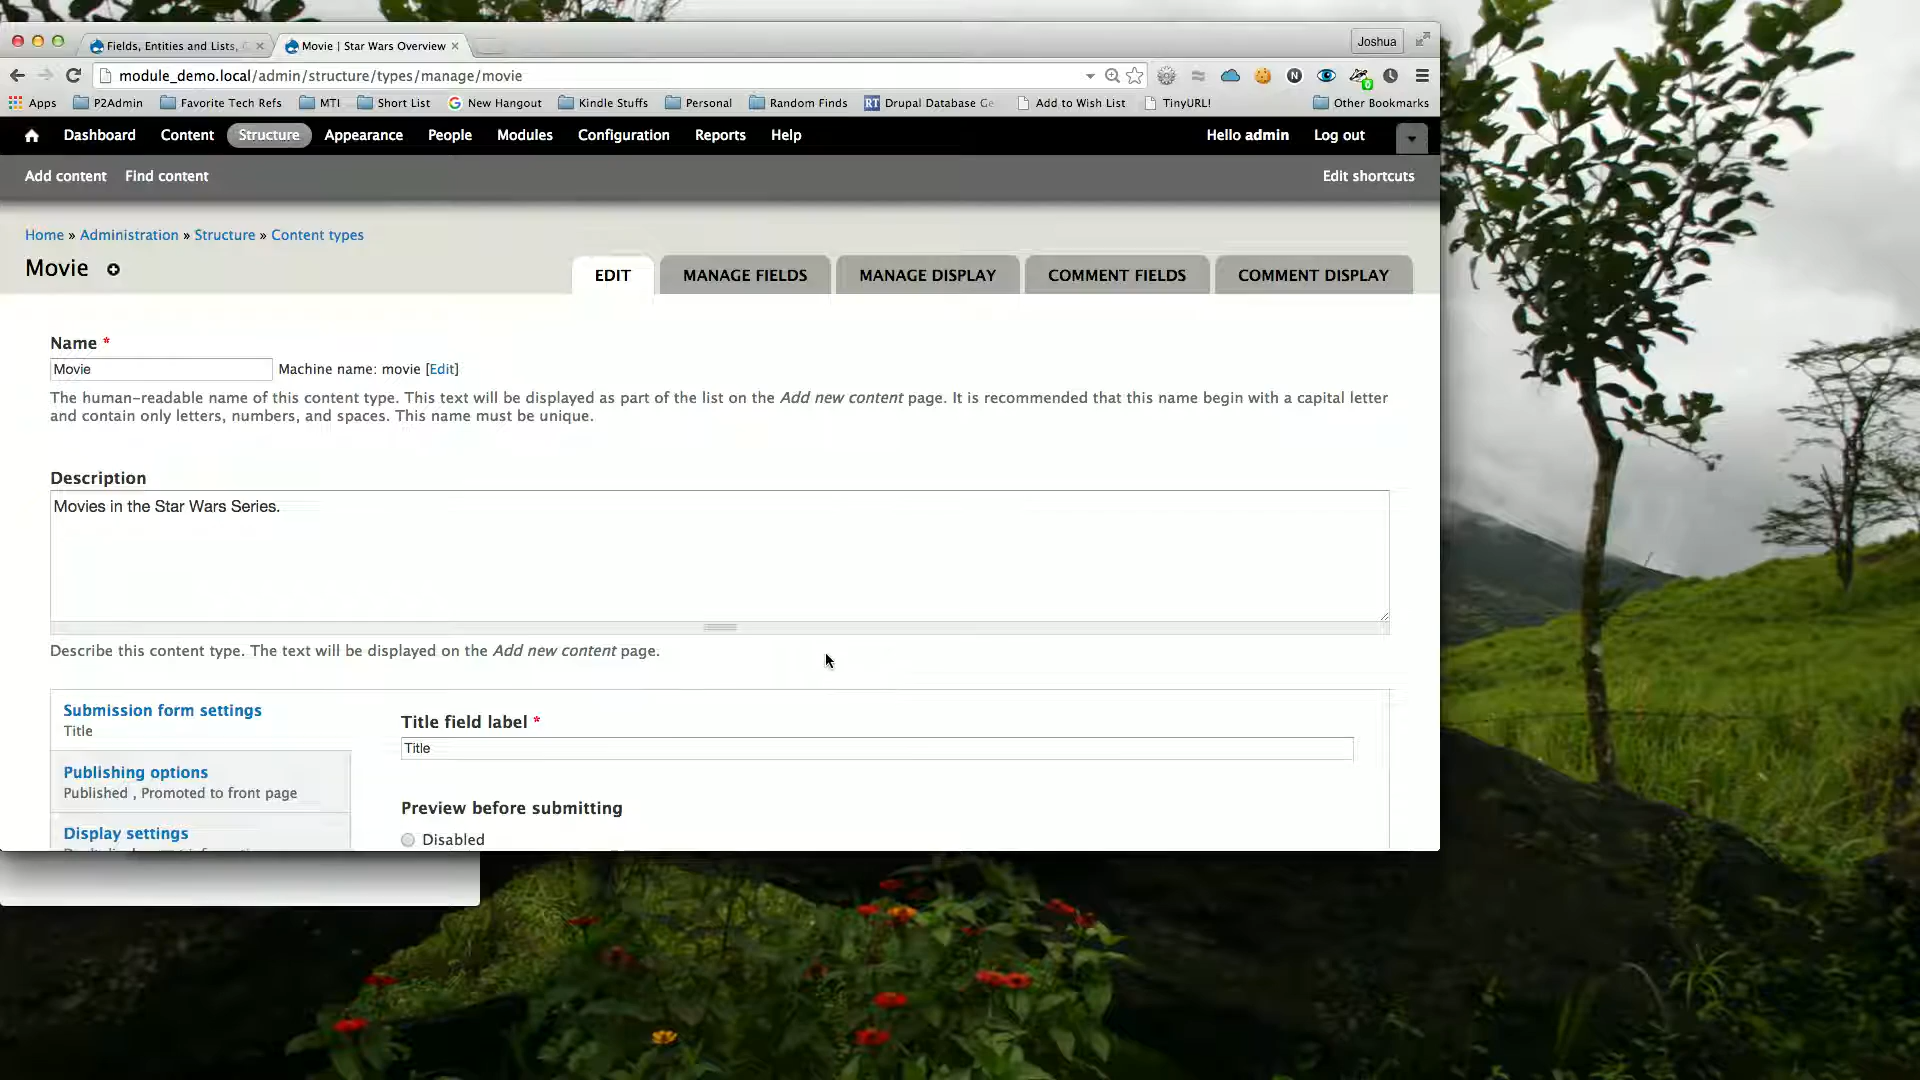 Fields, Entities and Lists,
Movie | Star Wars Overview
Joshua
module_demo.local/admin/structure/types/manage/movie
Apps P2Admin Favorite Tech Refs MTI Short List New Hangout Kindle Stuffs Personal Random Finds RT Drupal Database Ge Add to Wish List TinyURL! Other Bookmarks
Dashboard Content Structure Appearance People Modules Configuration Reports Help Hello admin Log out
Add content Find content Edit shortcuts
Home » Administration » Structure » Content types
Movie
EDIT MANAGE FIELDS MANAGE DISPLAY COMMENT FIELDS COMMENT DISPLAY
Name *
Movie Machine name: movie [Edit]
The human-readable name of this content type. This text will be displayed as part of the list on the Add new content page. It is recommended that this name begin with a capital letter
and contain only letters, numbers, and spaces. This name must be unique.
Description
Movies in the Star Wars Series.
Describe this content type. The text will be displayed on the Add new content page.
Submission form settings
Title
Publishing options
Published , Promoted to front page
Display settings
Title field label *
Title
Preview before submitting
Disabled